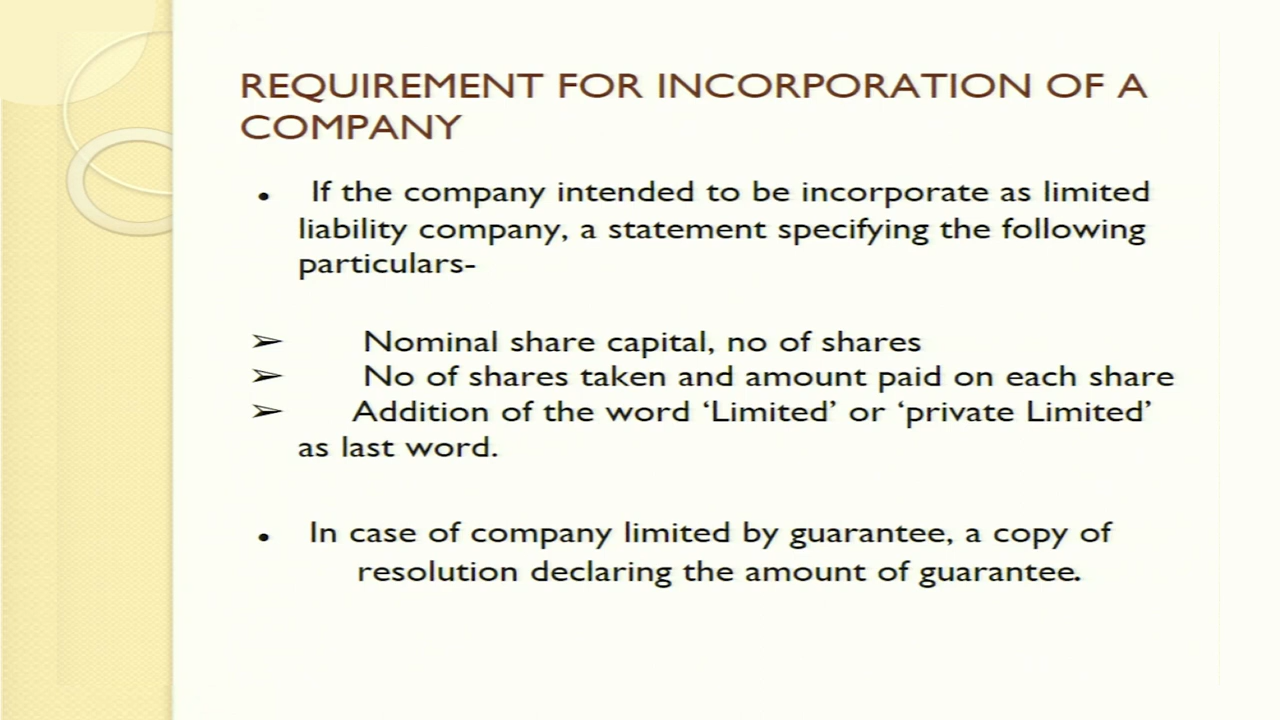 REQUIREMENT FOR INCORPORATION OF A
COMPANY
• If the company intended to be incorporate as limited
liability company, a statement specifying the following
particulars-
➢ Nominal share capital, no of shares
➢ No of shares taken and amount paid on each share
➢ Addition of the word ‘Limited’ or ‘private Limited’
as last word.
• In case of company limited by guarantee, a copy of
resolution declaring the amount of guarantee.